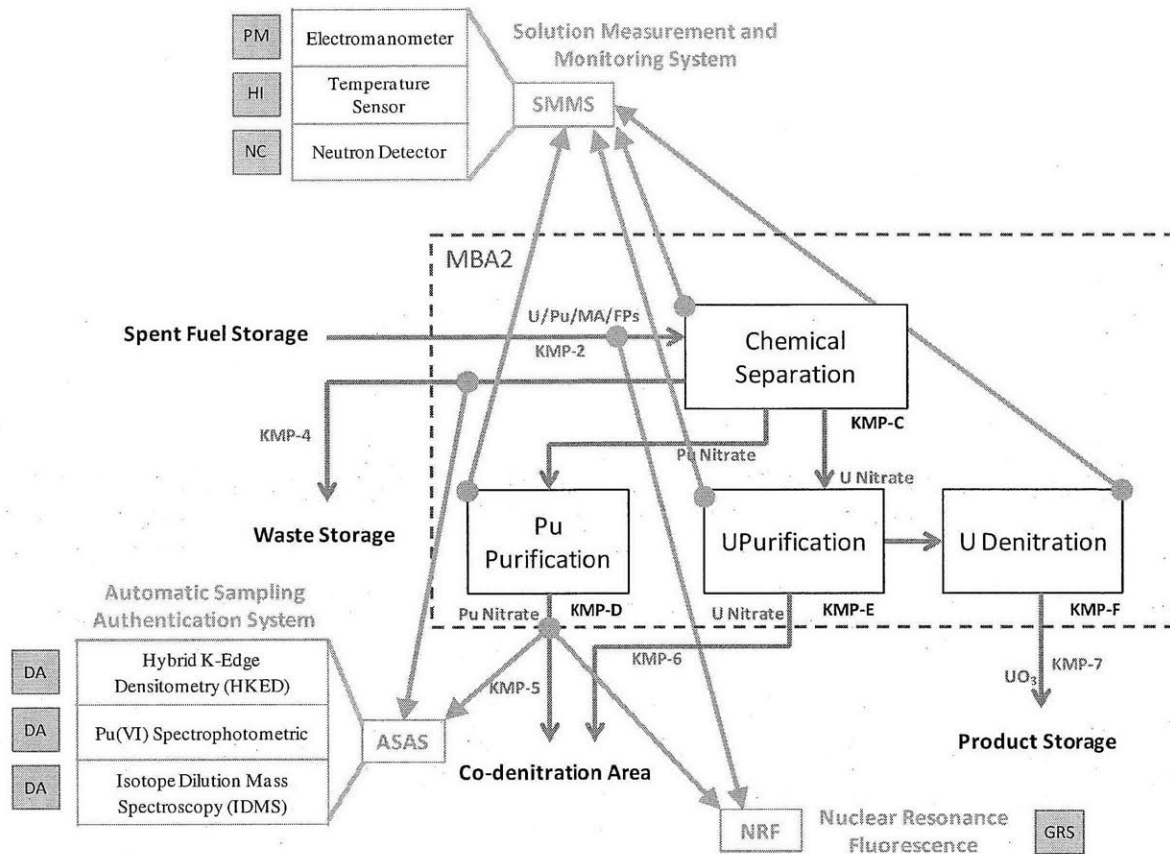 PM
Electromanometer
Solution Measurement and
Monitoring System
HI
Temperature
Sensor
SMMS
NC
Neutron Detector
MBA2
Spent Fuel Storage
U/Pu/MA/FPs
KMP-2
Chemical
Separation
KMP-4
KMP-C
Pu Nitrate
U Nitrate
Waste Storage
Pu
Purification
UPurification
U Denitration
Automatic Sampling
Authentication System
Pu Nitrate
KMP-D
U Nitrate
KMP-E
KMP-F
DA
Hybrid K-Edge
Densitometry (HKED)
KMP-6
KMP-7
KMP-5
UO₃
DA
Pu(VI) Spectrophotometric
ASAS
Product Storage
DA
Isotope Dilution Mass
Spectroscopy (IDMS)
Co-denitration Area
NRF
Nuclear Resonance
Fluorescence
GRS